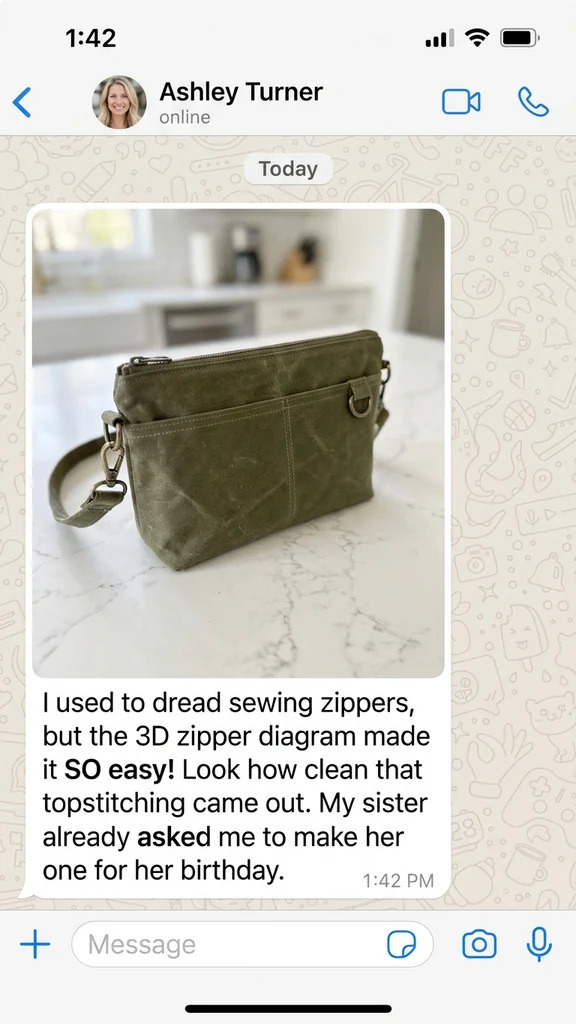 1:42
Ashley Turner
online
Today
I used to dread sewing zippers,
but the 3D zipper diagram made
it SO easy! Look how clean that
topstitching came out. My sister
already asked me to make her
one for her birthday.
1:42 PM
Message